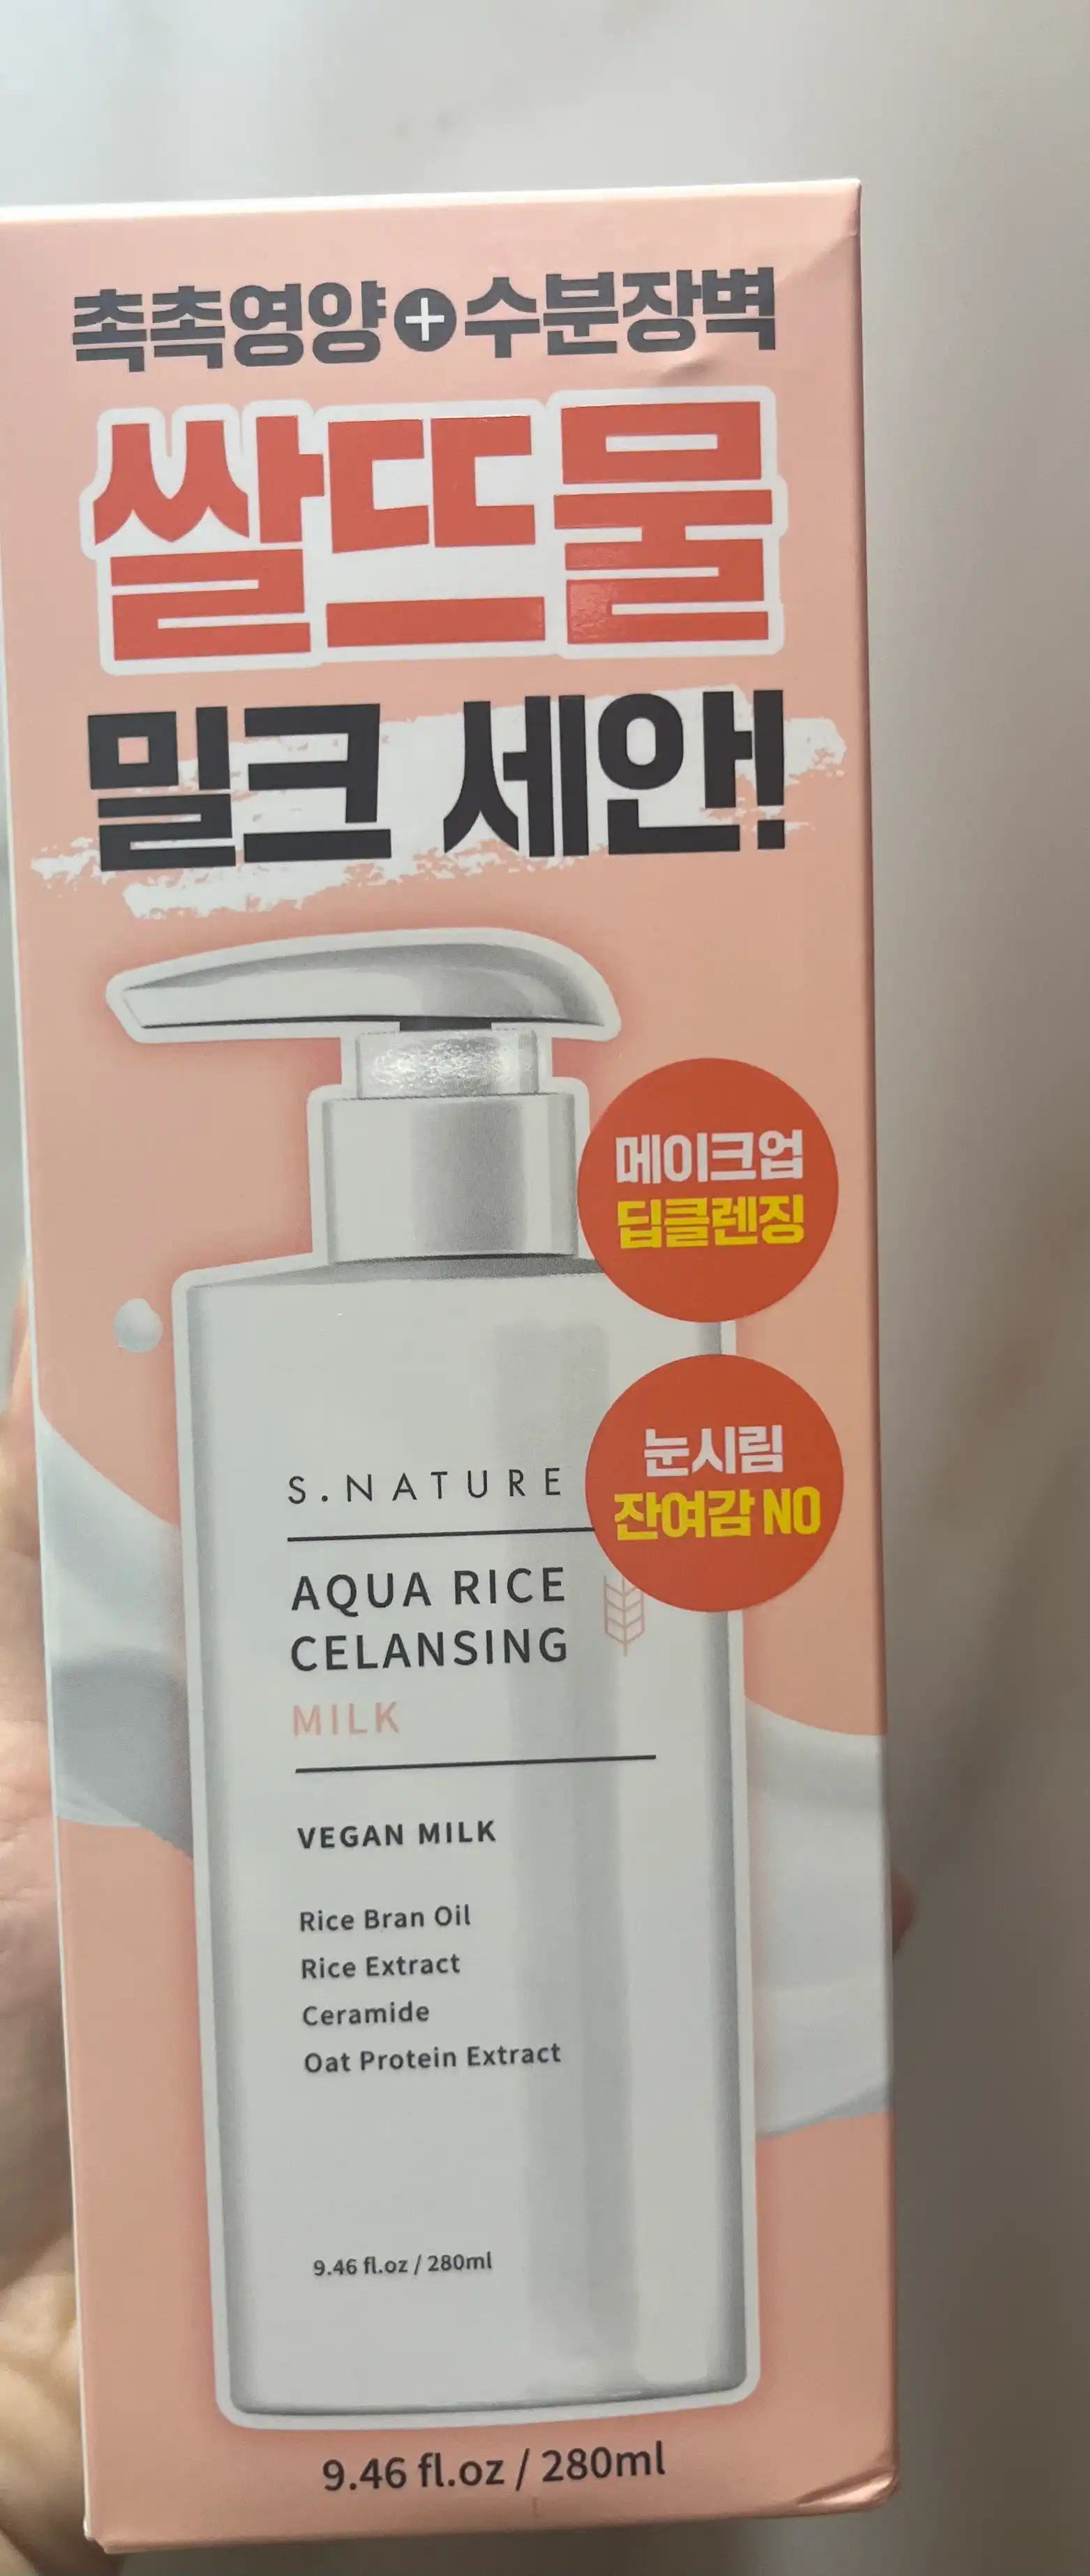 촉촉영양+수분장벽
쌀뜨물
밀크 세안!
메이크업
딥클렌징
눈시림
잔여감 NO
S.NATURE
AQUA RICE
CELANSING
MILK
VEGAN MILK
Rice Bran Oil
Rice Extract
Ceramide
Oat Protein Extract
9.46 fl.oz / 280ml
9.46 fl.oz / 280ml